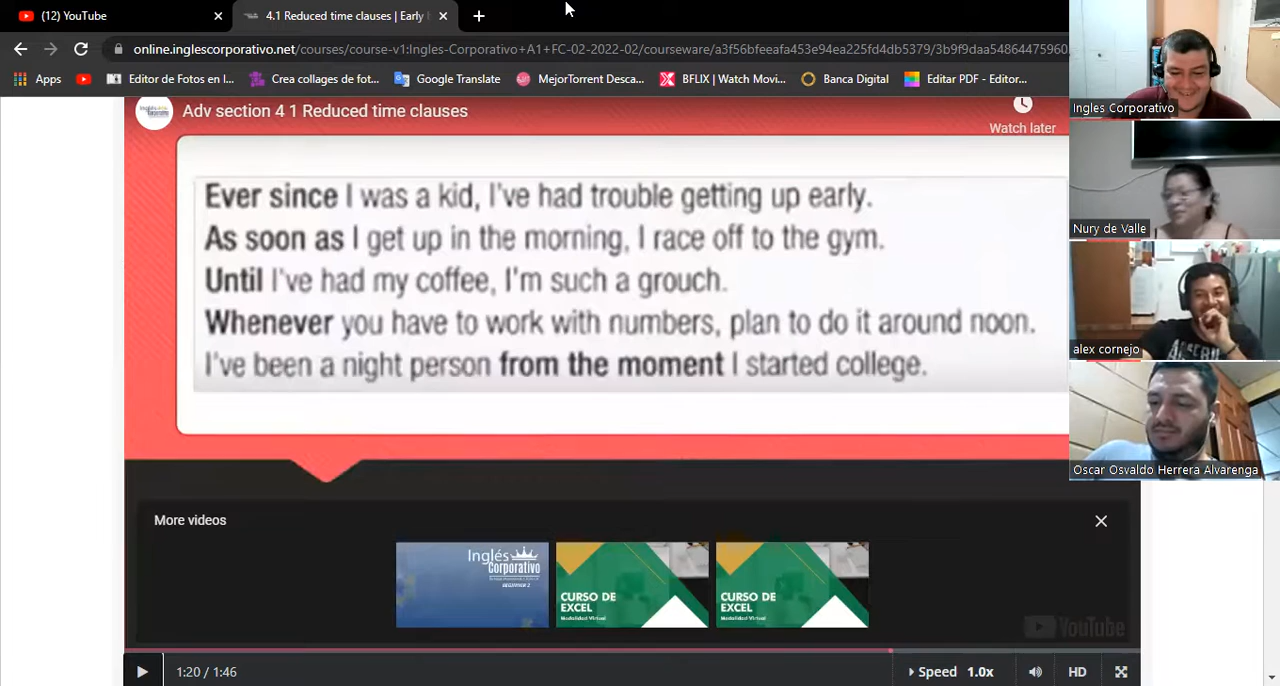 (12) YouTube
4.1 Reduced time clauses | Early
online.inglescorporativo.net/courses/course-v1:Ingles-Corporativo+A1+FC-02-2022-02/courseware/a3f56bfeeafa453e94ea225fd4db5379/3b9f9daa54864475960
Apps
Editor de Fotos en l...
Crea collages de fot...
Google Translate
MejorTorrent Desca...
BFLIX | Watch Movi...
Banca Digital
Editar PDF - Editor...
Adv section 4 1 Reduced time clauses
Watch later
Ever since I was a kid, I've had trouble getting up early.
As soon as I get up in the morning, I race off to the gym.
Until I've had my coffee, I'm such a grouch.
Whenever you have to work with numbers, plan to do it around noon.
I've been a night person from the moment I started college.
More videos
Inglés
Corporativo
BEGINNER 2
CURSO DE
EXCEL
Modalidad Virtual
CURSO DE
EXCEL
Modalidad Virtual
YouTube
1:20 / 1:46
Speed 1.0x
HD
Ingles Corporativo
Nury de Valle
alex cornejo
Oscar Osvaldo Herrera Alvarenga